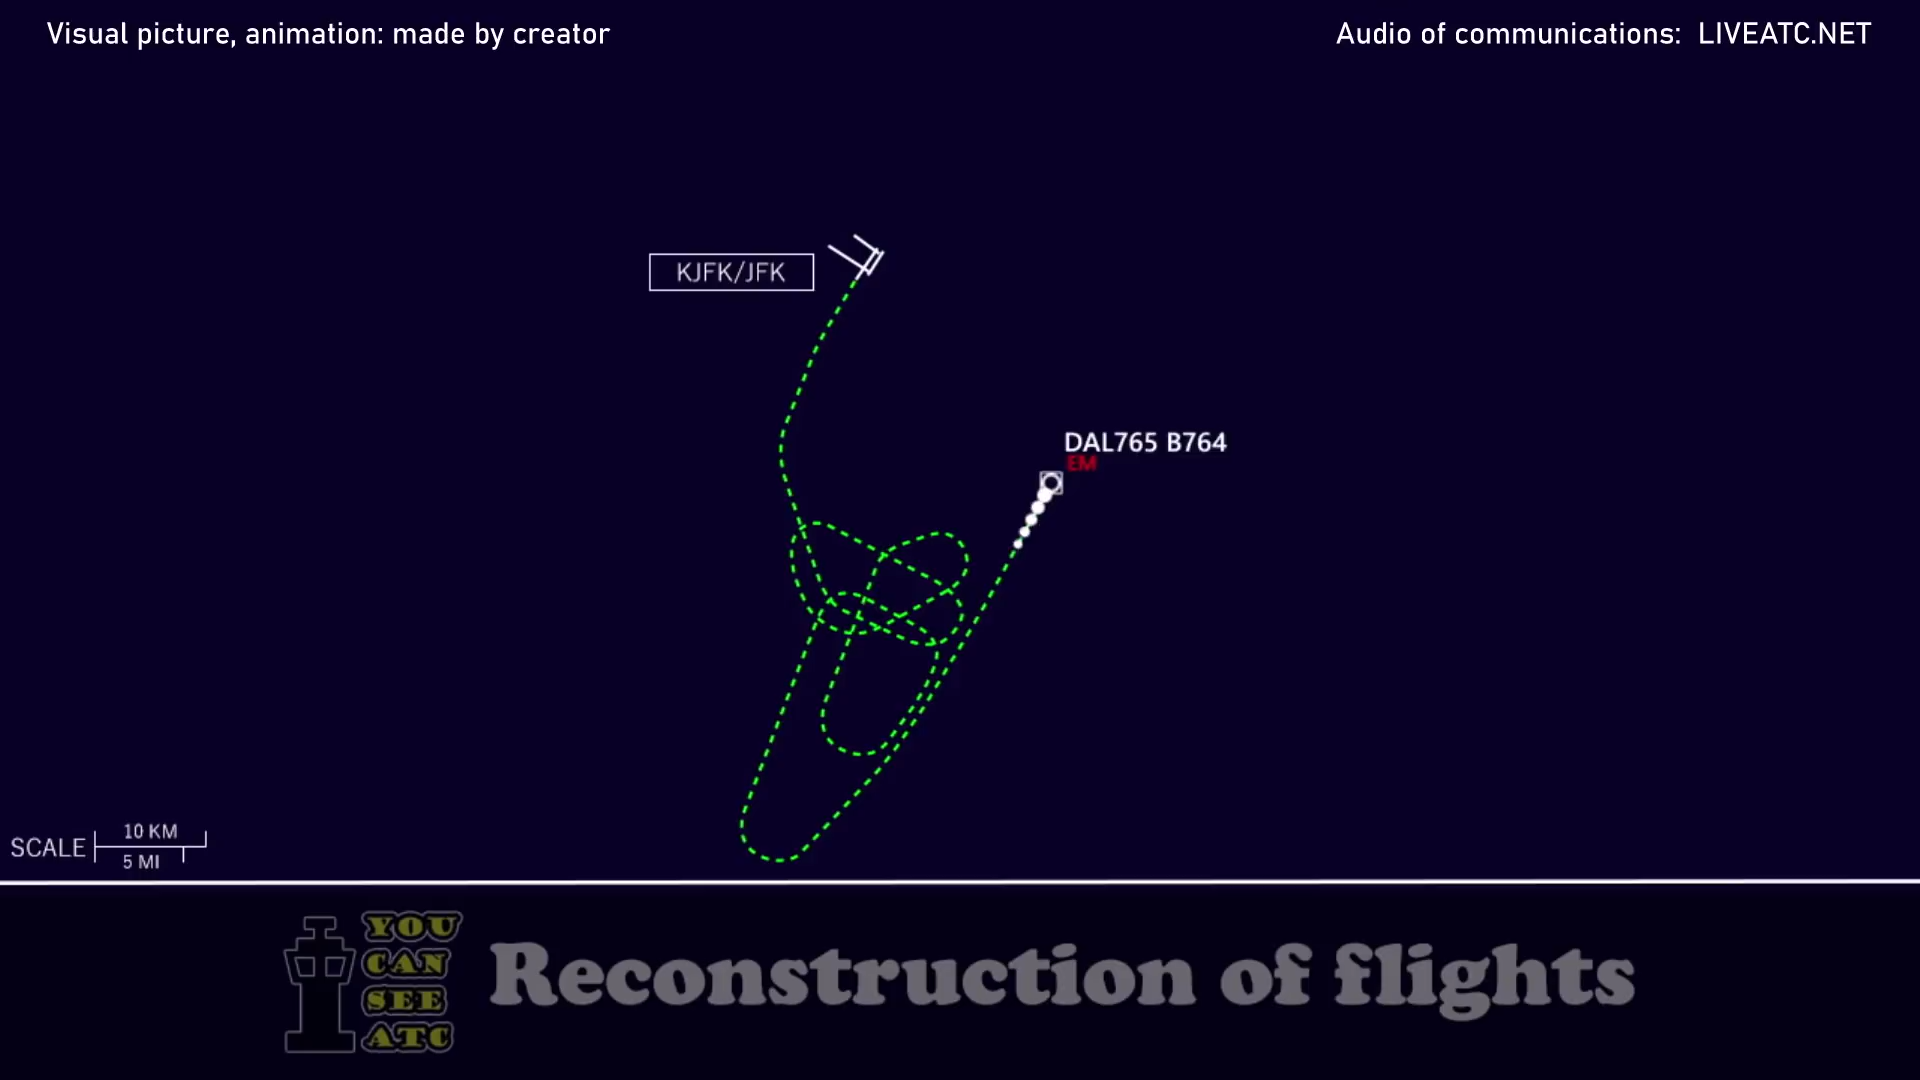 Visual picture, animation: made by creator
Audio of communications: LIVEATC.NET
KJFK/JFK
DAL765 B764
EM
SCALE
10 KM
5 MI
YOU
CAN
SEE
ATC
Reconstruction of flights